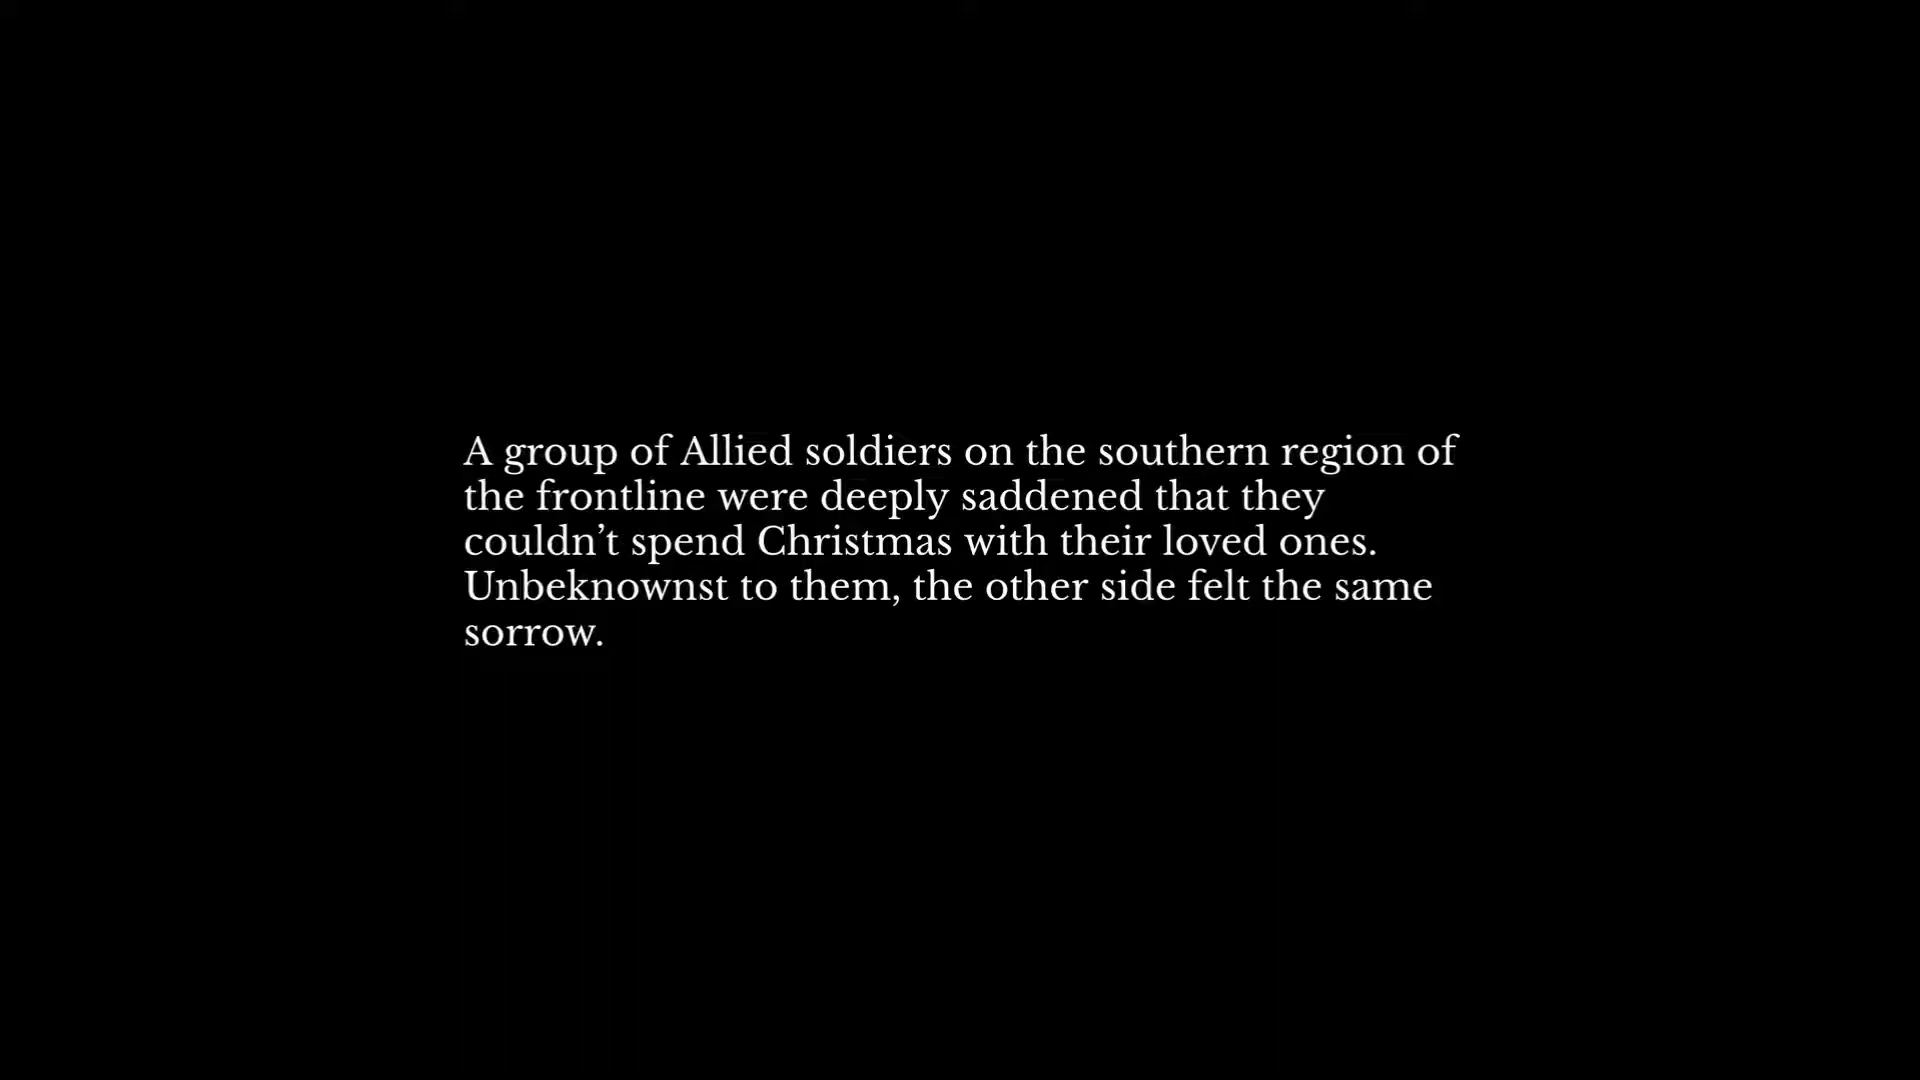 A group of Allied soldiers on the southern region of
the frontline were deeply saddened that they
couldn’t spend Christmas with their loved ones.
Unbeknownst to them, the other side felt the same
sorrow.